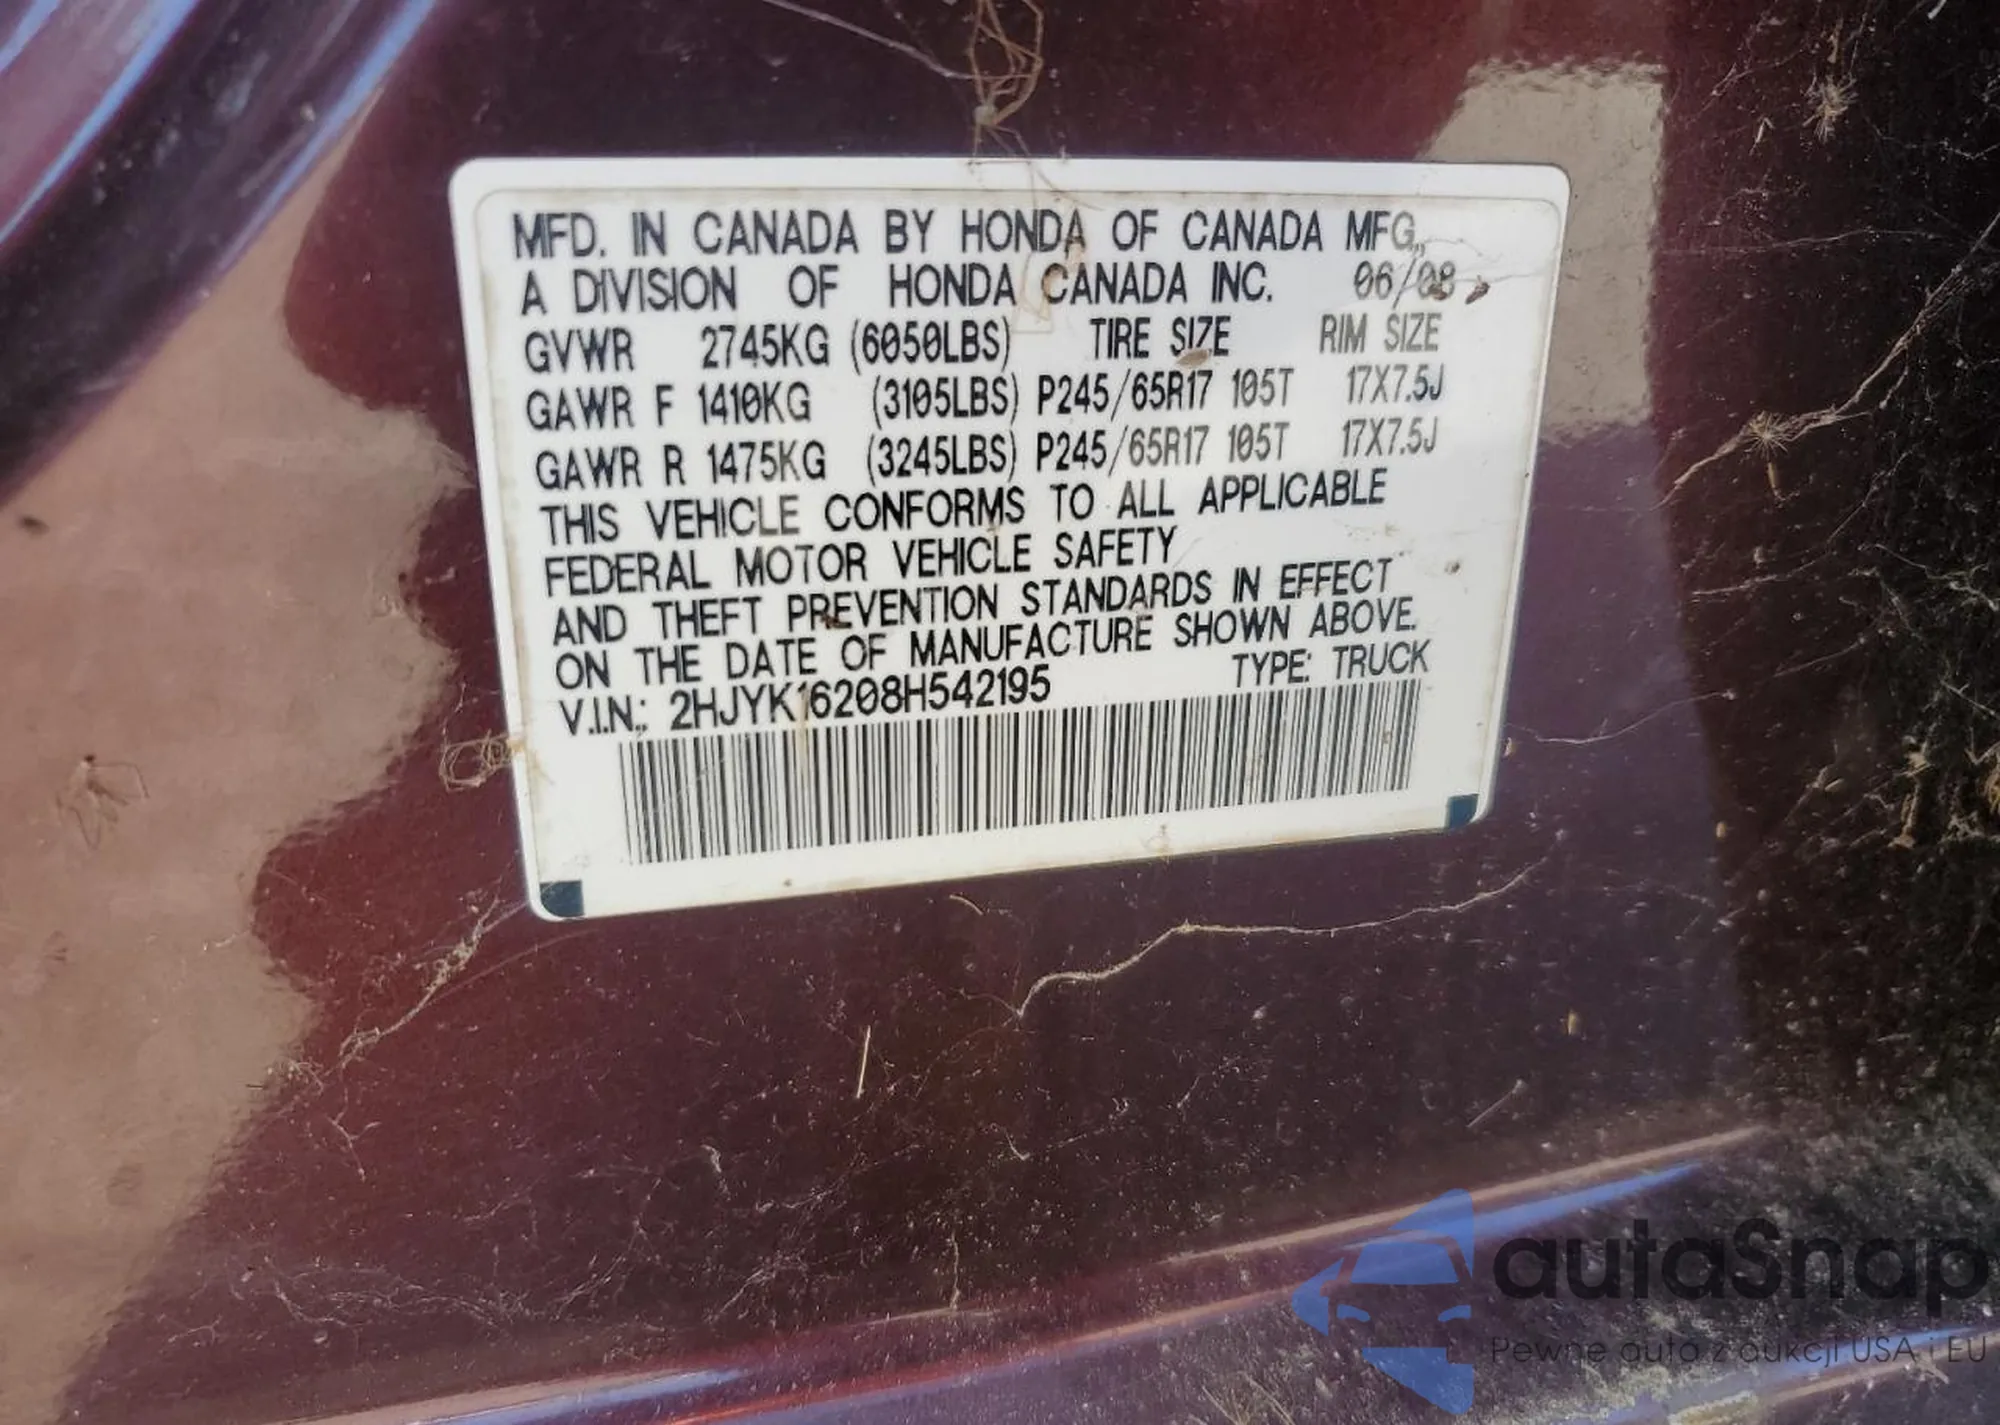 MFD. IN CANADA BY HONDA OF CANADA MFG.,
A DIVISION OF HONDA CANADA INC. 06/08
GVWR 2745KG (6050LBS) TIRE SIZE RIM SIZE
GAWR F 1410KG (3105LBS) P245/65R17 105T 17X7.5J
GAWR R 1475KG (3245LBS) P245/65R17 105T 17X7.5J
THIS VEHICLE CONFORMS TO ALL APPLICABLE
FEDERAL MOTOR VEHICLE SAFETY
AND THEFT PREVENTION STANDARDS IN EFFECT
ON THE DATE OF MANUFACTURE SHOWN ABOVE.
V.I.N.: 2HJYK16208H542195 TYPE: TRUCK
autaSnap
Pewne auta z aukcji USA i EU